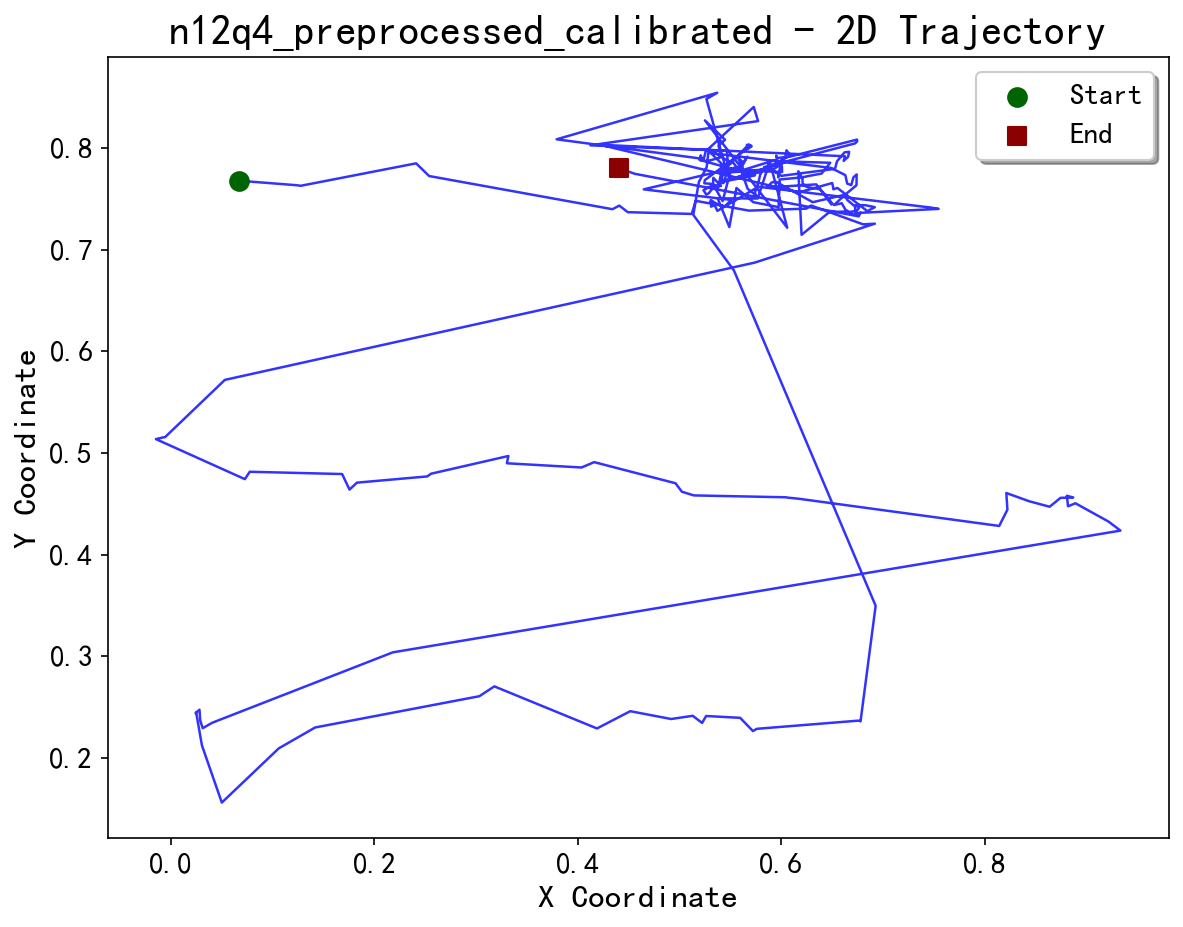 n12q4_preprocessed_calibrated - 2D Trajectory
Start
End
0.8
0.7
0.6
0.5
0.4
0.3
0.2
Y Coordinate
0.0 0.2 0.4 0.6 0.8
X Coordinate